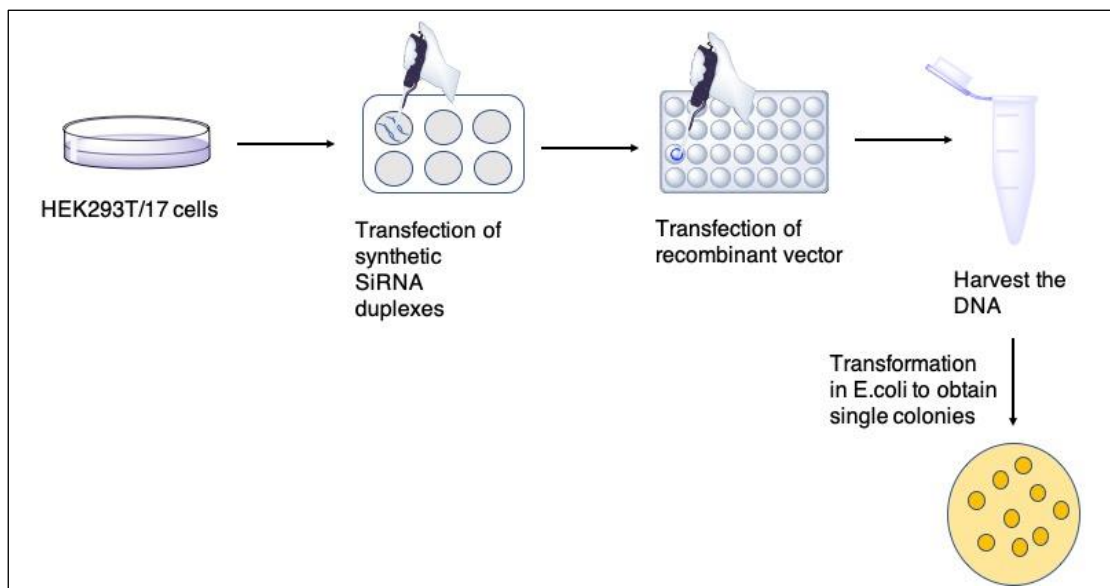 HEK293T/17 cells
Transfection of
synthetic
SiRNA
duplexes
Transfection of
recombinant vector
Harvest the
DNA
Transformation
in E.coli to obtain
single colonies